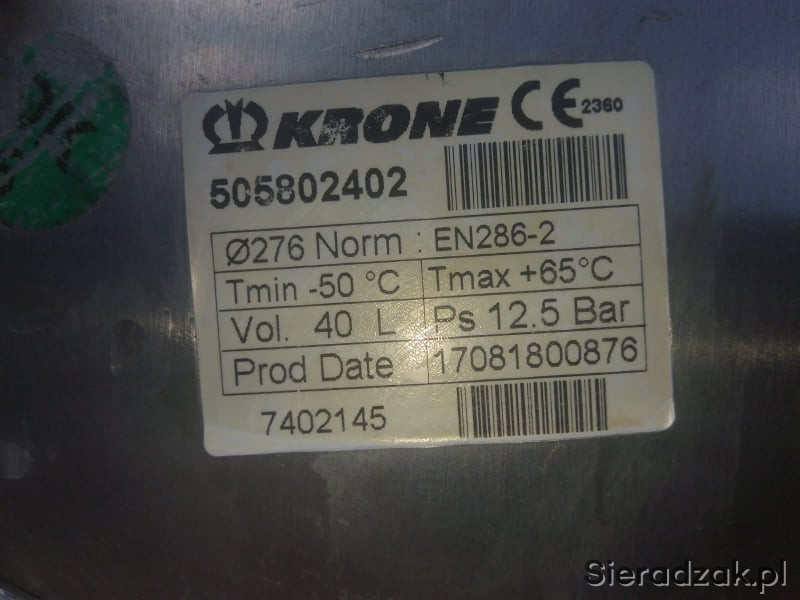 KRONE CE 2360
505802402
Ø276 Norm : EN286-2
Tmin -50 °C Tmax +65°C
Vol. 40 L Ps 12.5 Bar
Prod Date 17081800876
7402145
Sieradzak.pl